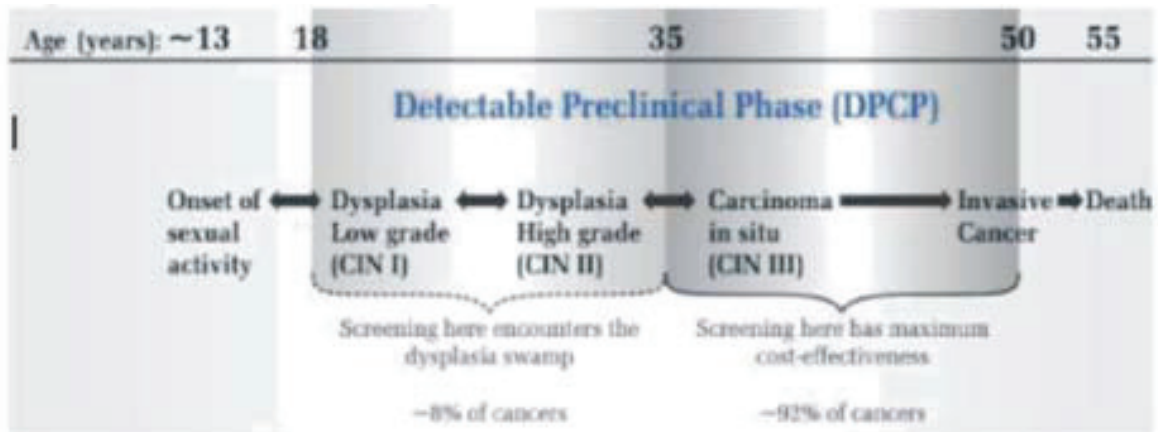 Age (years): ~13 18 35 50 55
Detectable Preclinical Phase (DPCP)
Onset of sexual activity
Dysplasia Low grade (CIN I)
Dysplasia High grade (CIN II)
Carcinoma in situ (CIN III)
Invasive Cancer
Death
Screening here encounters the
dysplasia swamp
~8% of cancers
Screening here has maximum
cost-effectiveness
~92% of cancers